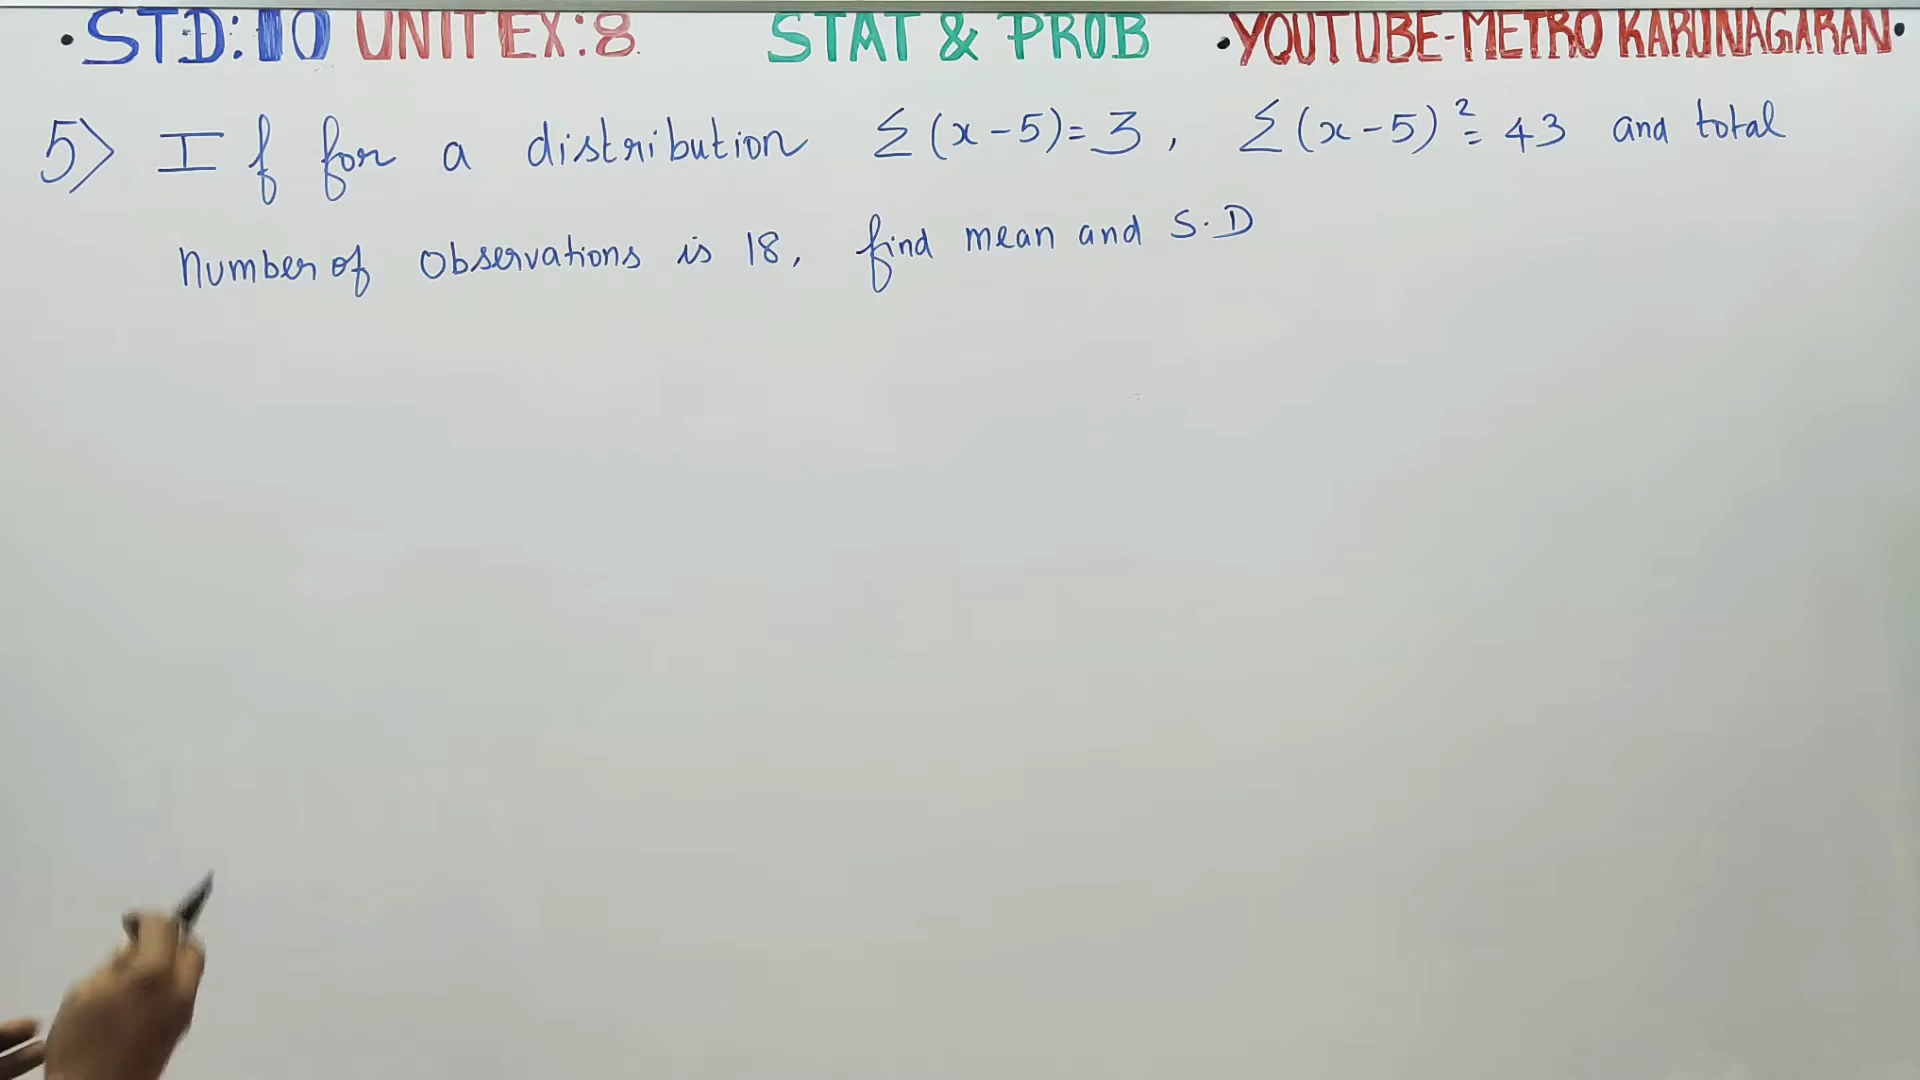 • STD: 10 UNIT EX: 8. STAT & PROB • YOUTUBE-METRO KARUNAGARAN •
5> If for a distribution Σ(x-5)=3, Σ(x-5)²=43 and total
Number of Observations is 18, find mean and S.D